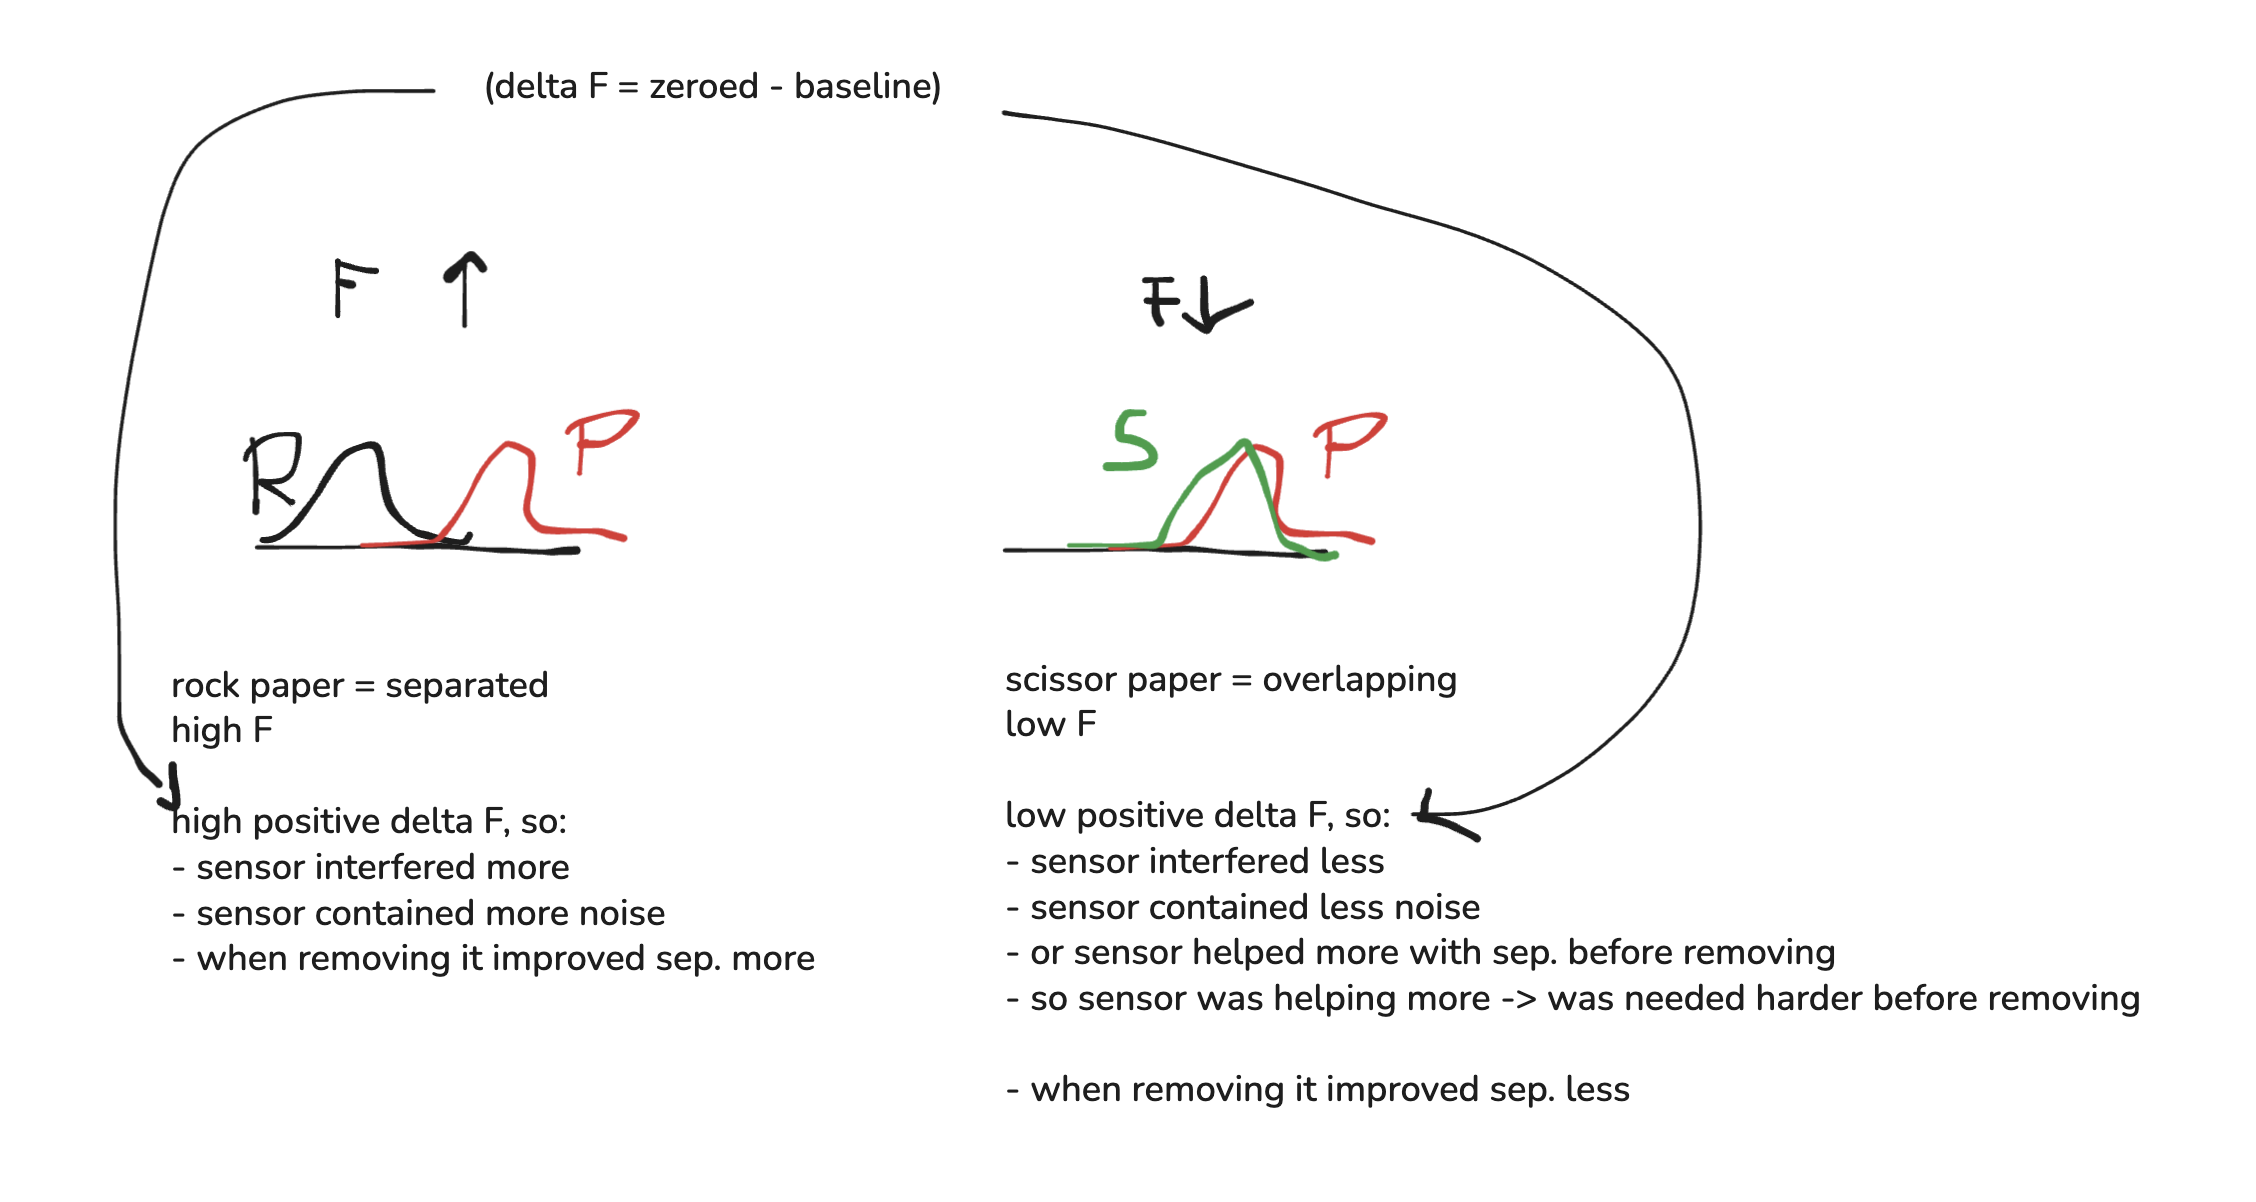 (delta F = zeroed - baseline)
F ↑
F↓
R
P
S
P
rock paper = separated
high F
high positive delta F, so:
- sensor interfered more
- sensor contained more noise
- when removing it improved sep. more
scissor paper = overlapping
low F
low positive delta F, so:
- sensor interfered less
- sensor contained less noise
- or sensor helped more with sep. before removing
- so sensor was helping more -> was needed harder before removing
- when removing it improved sep. less